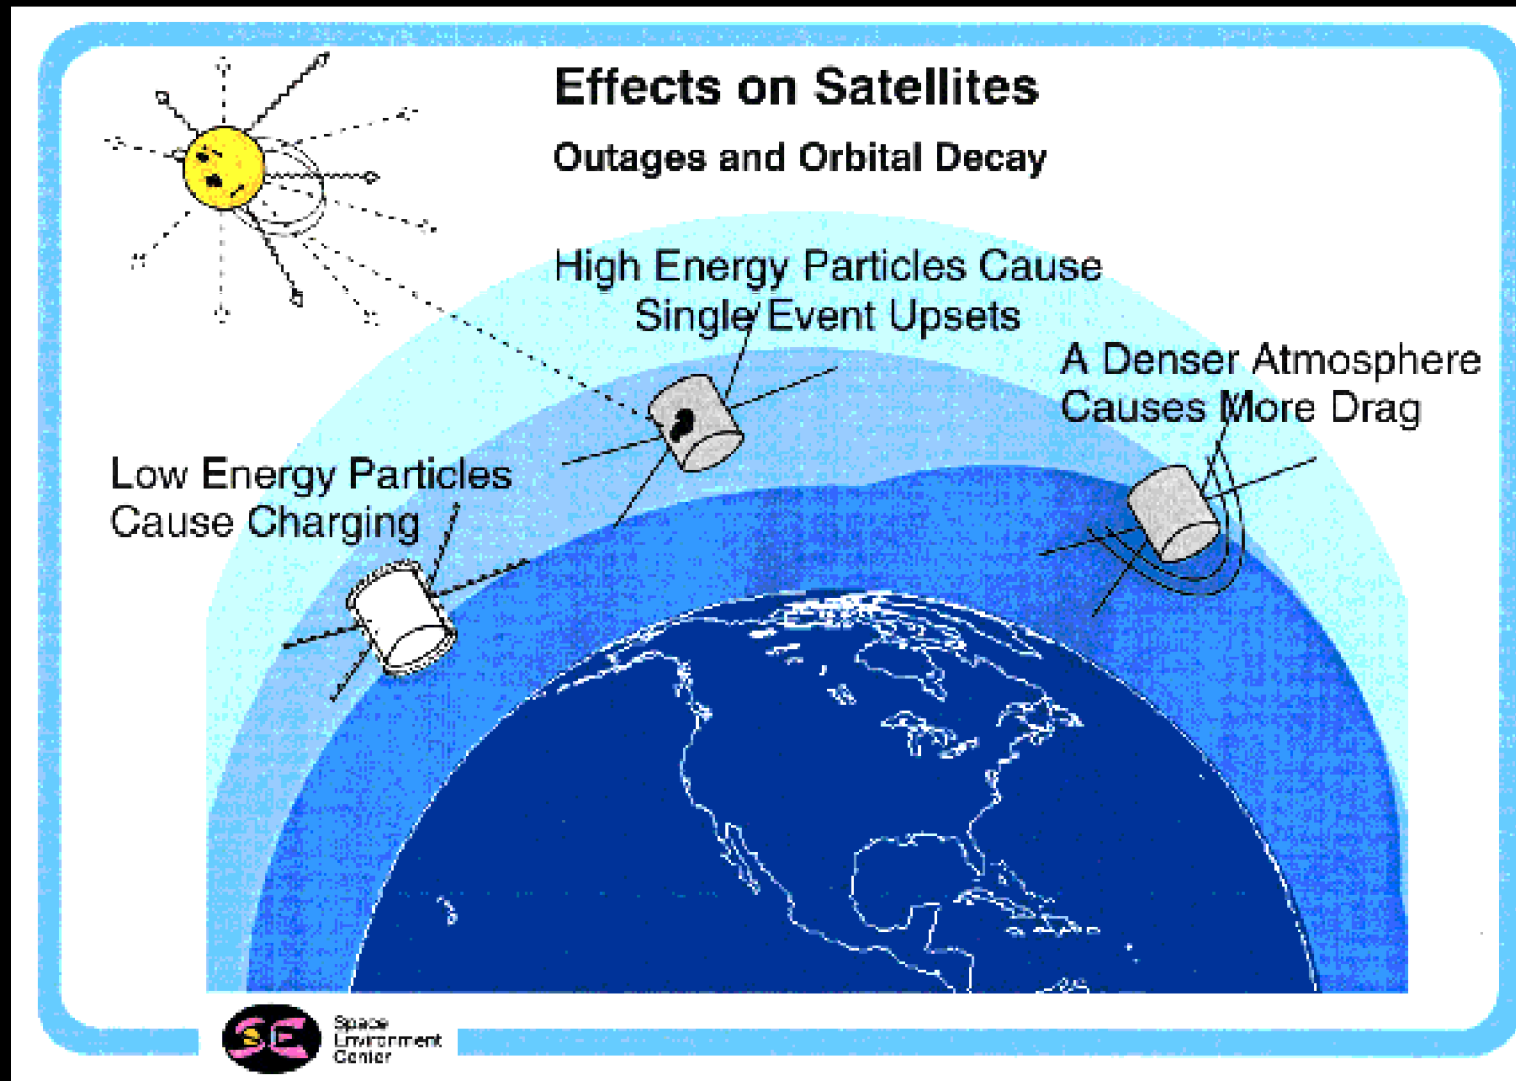 Effects on Satellites
Outages and Orbital Decay
High Energy Particles Cause
Single Event Upsets
A Denser Atmosphere
Causes More Drag
Low Energy Particles
Cause Charging
SEC
Space
Environment
Center